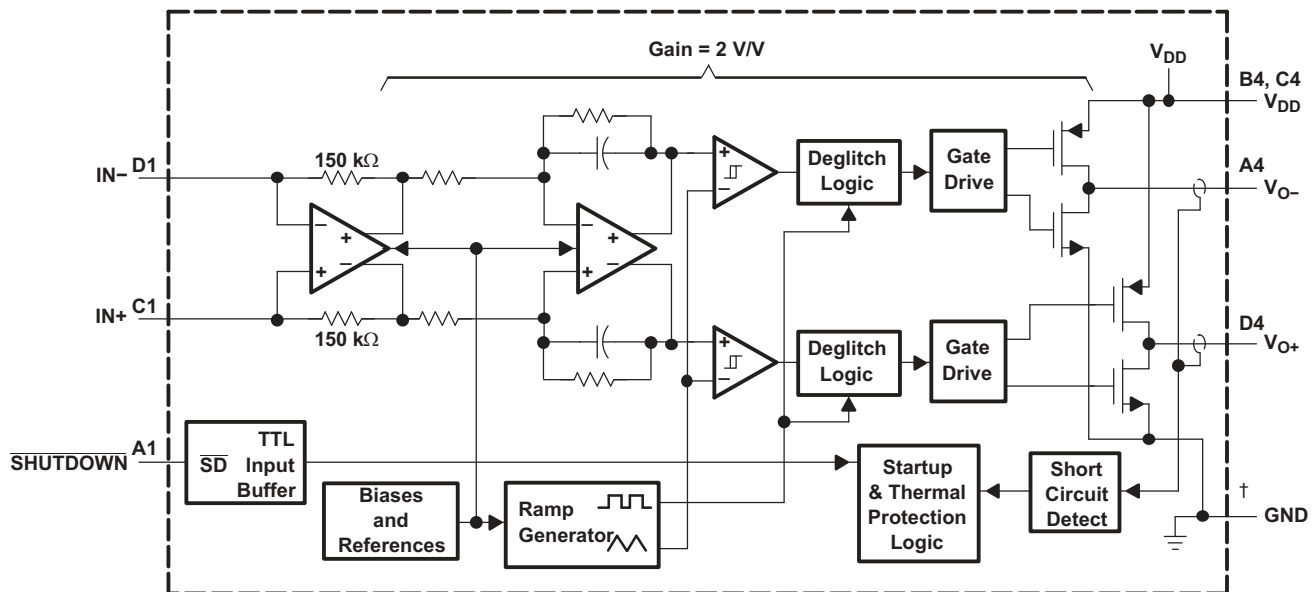 Gain = 2 V/V
VDD
B4, C4
VDD
IN− D1
150 kΩ
Deglitch
Logic
Gate
Drive
A4
VO−
+
−
−
+
−
+
−
+
−
+
IN+ C1
150 kΩ
+
−
Deglitch
Logic
Gate
Drive
D4
VO+
SHUTDOWN A1
SD
TTL
Input
Buffer
Biases
and
References
Ramp
Generator
Startup
& Thermal
Protection
Logic
Short
Circuit
Detect
†
GND